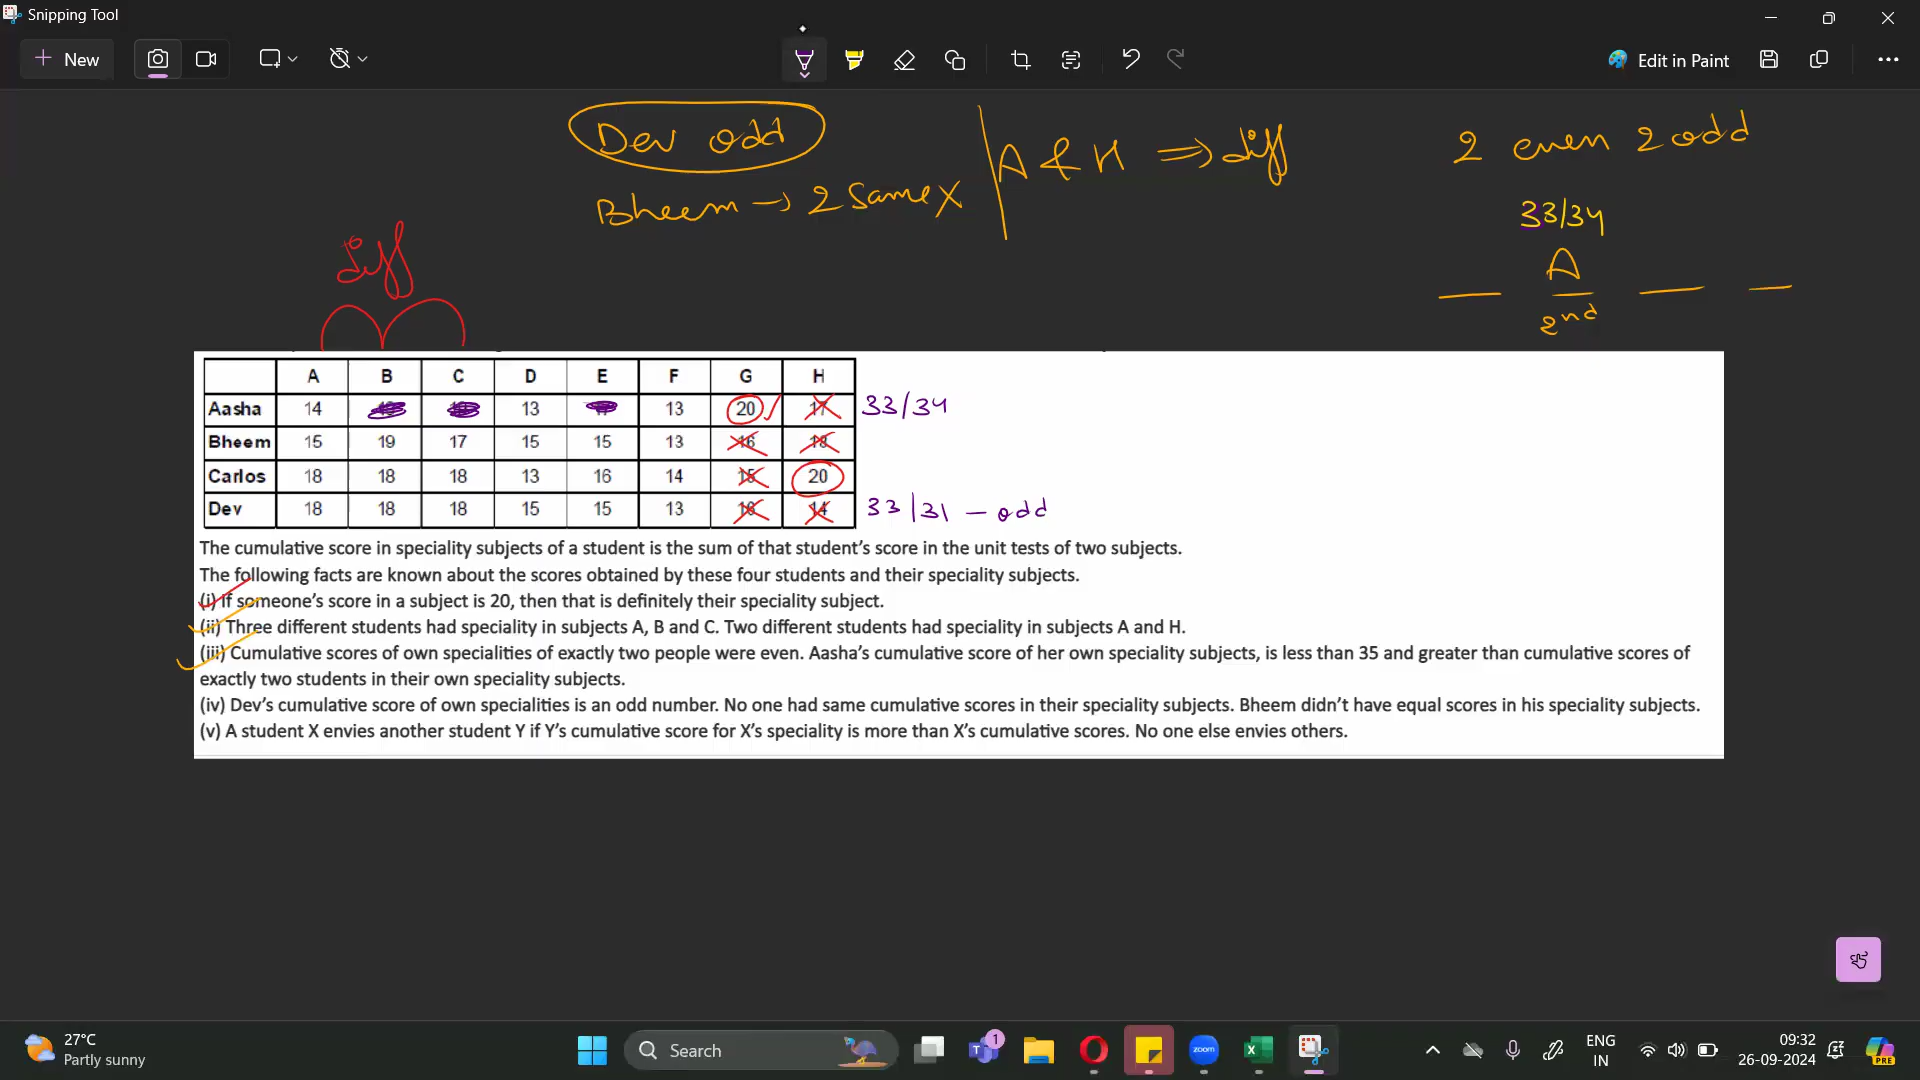 Snipping Tool
New
Edit in Paint
Dev odd
Bheem → 2 same X
A & H ⇒ diff
2 even 2 odd
33/34
A
2nd
diff
A B C D E F G H
Aasha 14 13 13 20 17 33/34
Bheem 15 19 17 15 15 13 16 18
Carlos 18 18 18 13 16 14 15 20
Dev 18 18 18 15 15 13 14 33/31 - odd
The cumulative score in speciality subjects of a student is the sum of that student's score in the unit tests of two subjects.
The following facts are known about the scores obtained by these four students and their speciality subjects.
(i) If someone's score in a subject is 20, then that is definitely their speciality subject.
(ii) Three different students had speciality in subjects A, B and C. Two different students had speciality in subjects A and H.
(iii) Cumulative scores of own specialities of exactly two people were even. Aasha's cumulative score of her own speciality subjects, is less than 35 and greater than cumulative scores of
exactly two students in their own speciality subjects.
(iv) Dev's cumulative score of own specialities is an odd number. No one had same cumulative scores in their speciality subjects. Bheem didn't have equal scores in his speciality subjects.
(v) A student X envies another student Y if Y's cumulative score for X's speciality is more than X's cumulative scores. No one else envies others.
27°C
Partly sunny
Search
1
zoom
ENG
IN
09:32
26-09-2024
PRE